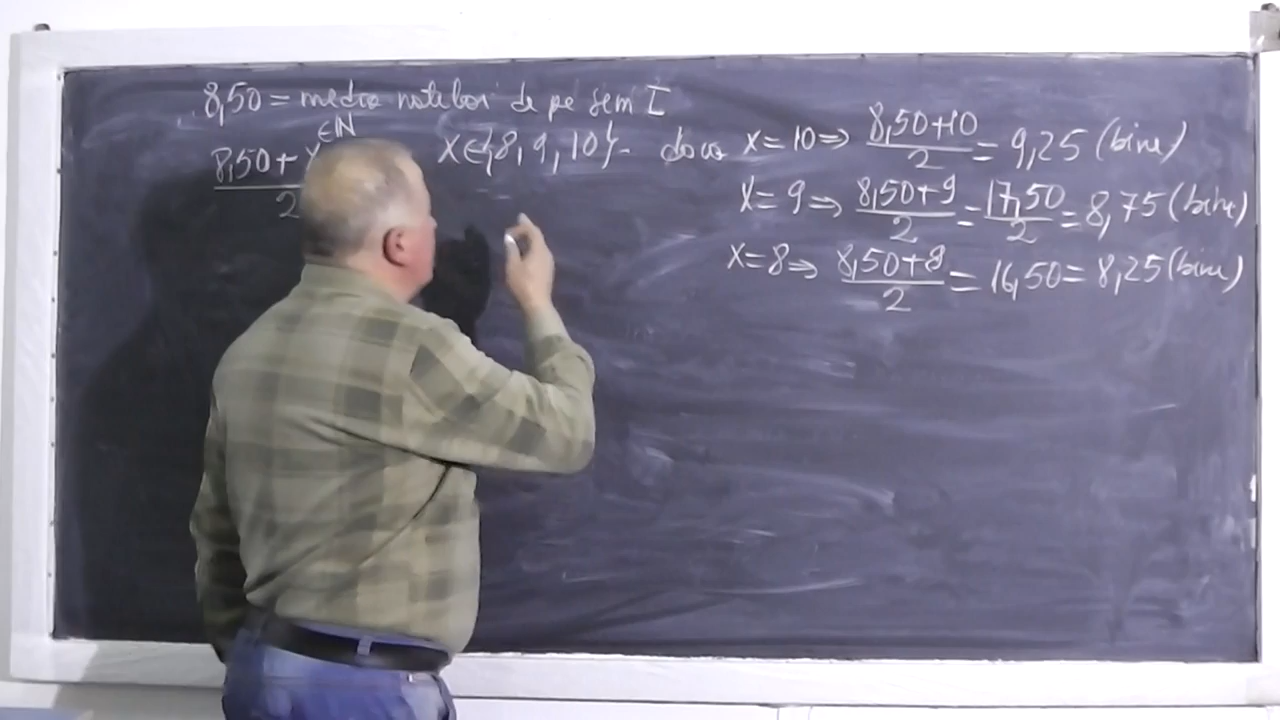 8,50 = media notelor de pe sem I
∈ℕ
8,50 + x
2
x∈{8, 9, 10}. daca x = 10 ⇒ 8,50+10 / 2 = 9,25 (bine)
x = 9 ⇒ 8,50+9 / 2 = 17,50 / 2 = 8,75 (bine)
x = 8 ⇒ 8,50+8 / 2 = 16,50 = 8,25 (bine)